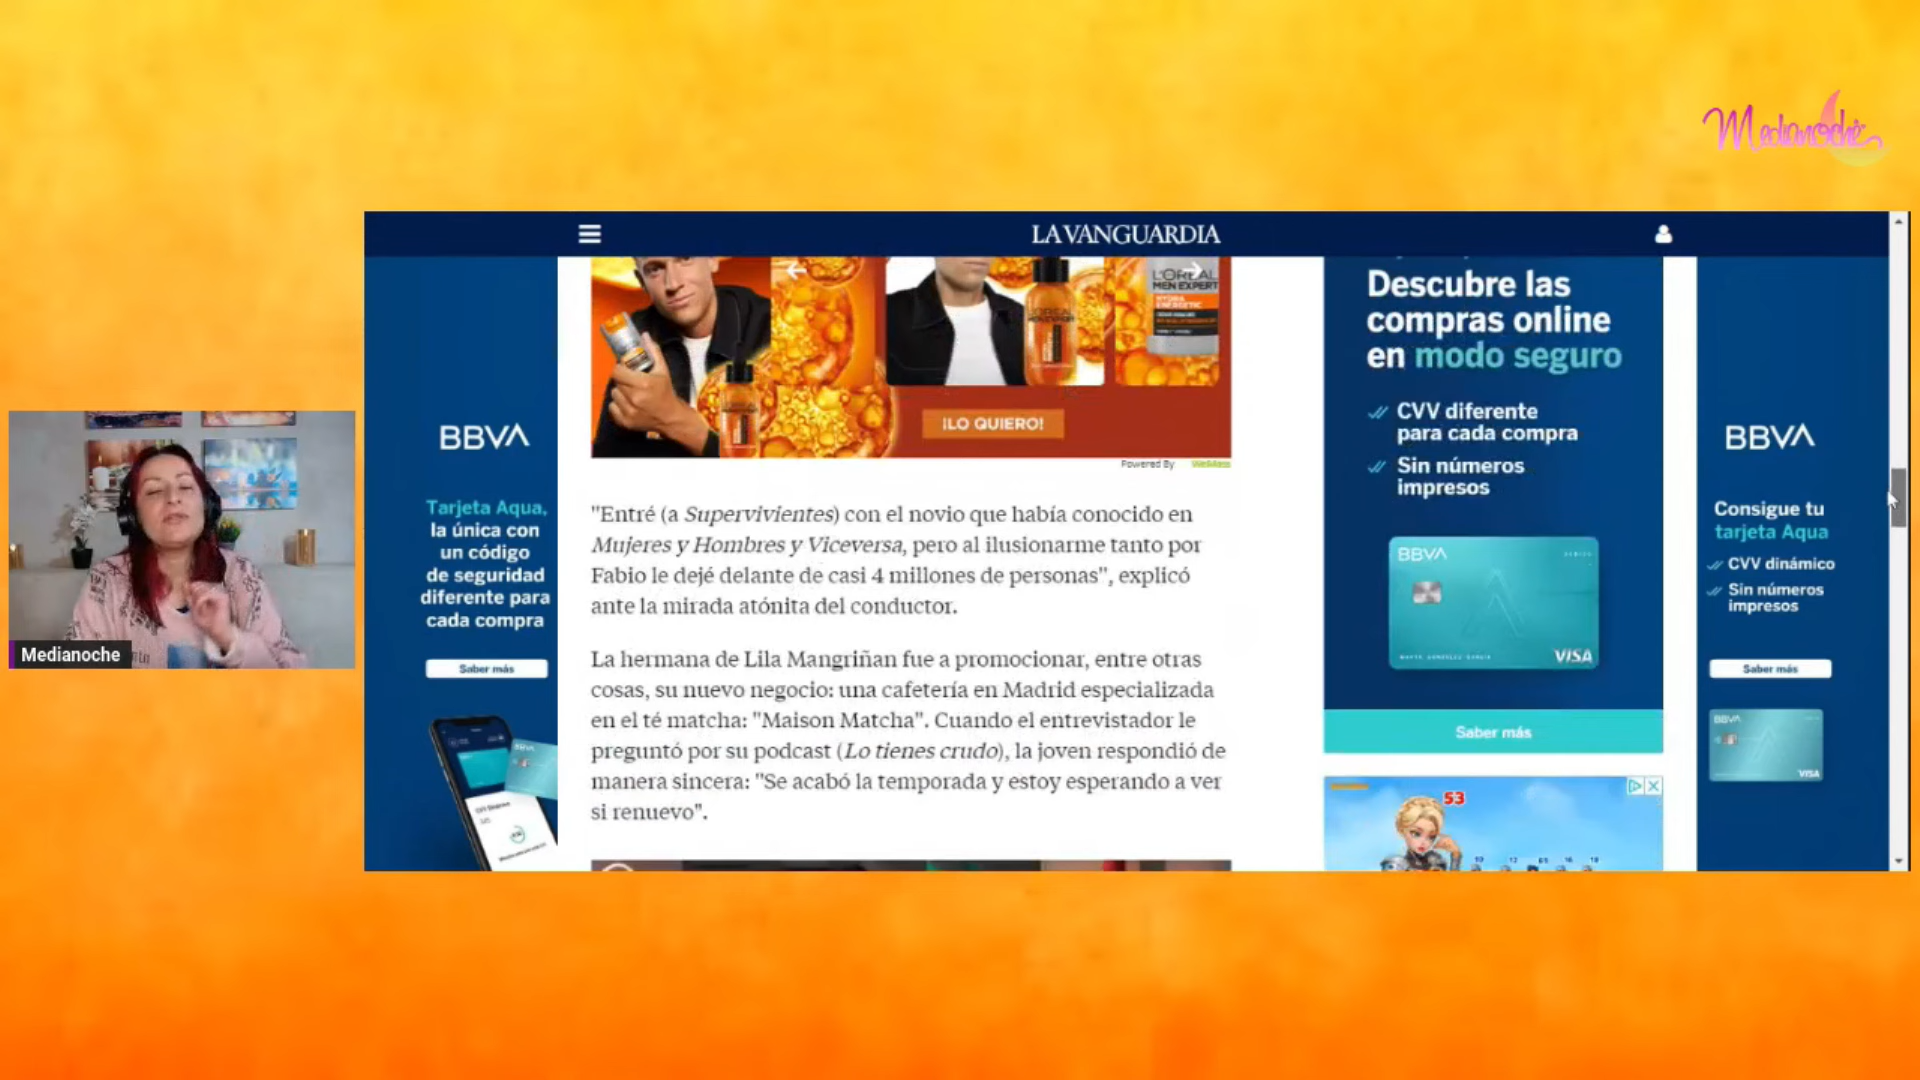 Medianoche
LAVANGUARDIA
L'ORÉAL
MEN EXPERT
HYDRA
ENERGETIC
¡LO QUIERO!
Powered By
"Entré (a Supervivientes) con el novio que había conocido en
Mujeres y Hombres y Viceversa, pero al ilusionarme tanto por
Fabio le dejé delante de casi 4 millones de personas", explicó
ante la mirada atónita del conductor.
La hermana de Lila Mangriñan fue a promocionar, entre otras
cosas, su nuevo negocio: una cafetería en Madrid especializada
en el té matcha: "Maison Matcha". Cuando el entrevistador le
preguntó por su podcast (Lo tienes crudo), la joven respondió de
manera sincera: "Se acabó la temporada y estoy esperando a ver
si renuevo".
BBVA
Tarjeta Aqua,
la única con
un código
de seguridad
diferente para
cada compra
Saber más
BBVA
Descubre las
compras online
en modo seguro
CVV diferente
para cada compra
Sin números
impresos
BBVA
VISA
Saber más
53
BBVA
Consigue tu
tarjeta Aqua
CVV dinámico
Sin números
impresos
Saber más
BBVA
VISA
Medianoche